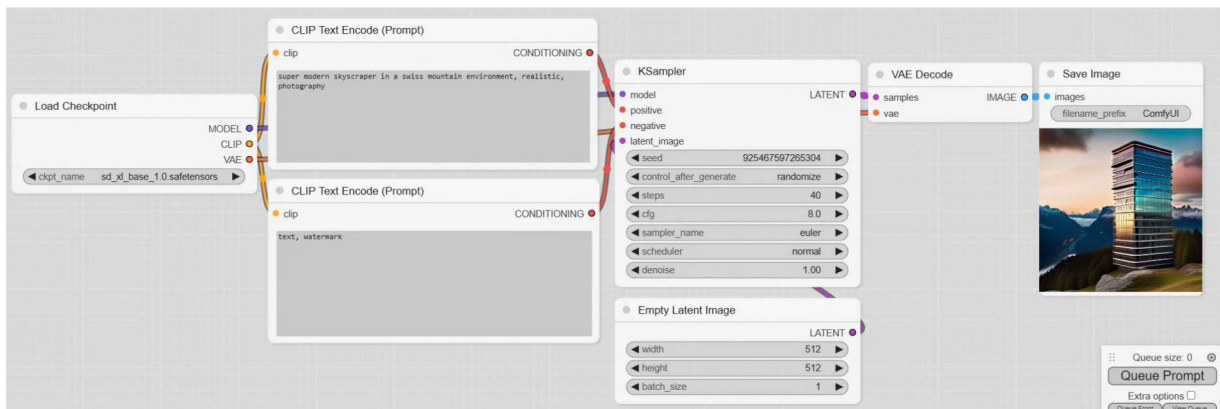 Load Checkpoint
MODEL
CLIP
VAE
ckpt_name sd_xl_base_1.0.safetensors
CLIP Text Encode (Prompt)
clip CONDITIONING
super modern skyscraper in a swiss mountain environment, realistic,
photography
CLIP Text Encode (Prompt)
clip CONDITIONING
text, watermark
KSampler
model LATENT
positive
negative
latent_image
seed 925467597265304
control_after_generate randomize
steps 40
cfg 8.0
sampler_name euler
scheduler normal
denoise 1.00
Empty Latent Image
LATENT
width 512
height 512
batch_size 1
VAE Decode
samples IMAGE
vae
Save Image
images
filename_prefix ComfyUI
Queue size: 0
Queue Prompt
Extra options
Queue Front View Queue